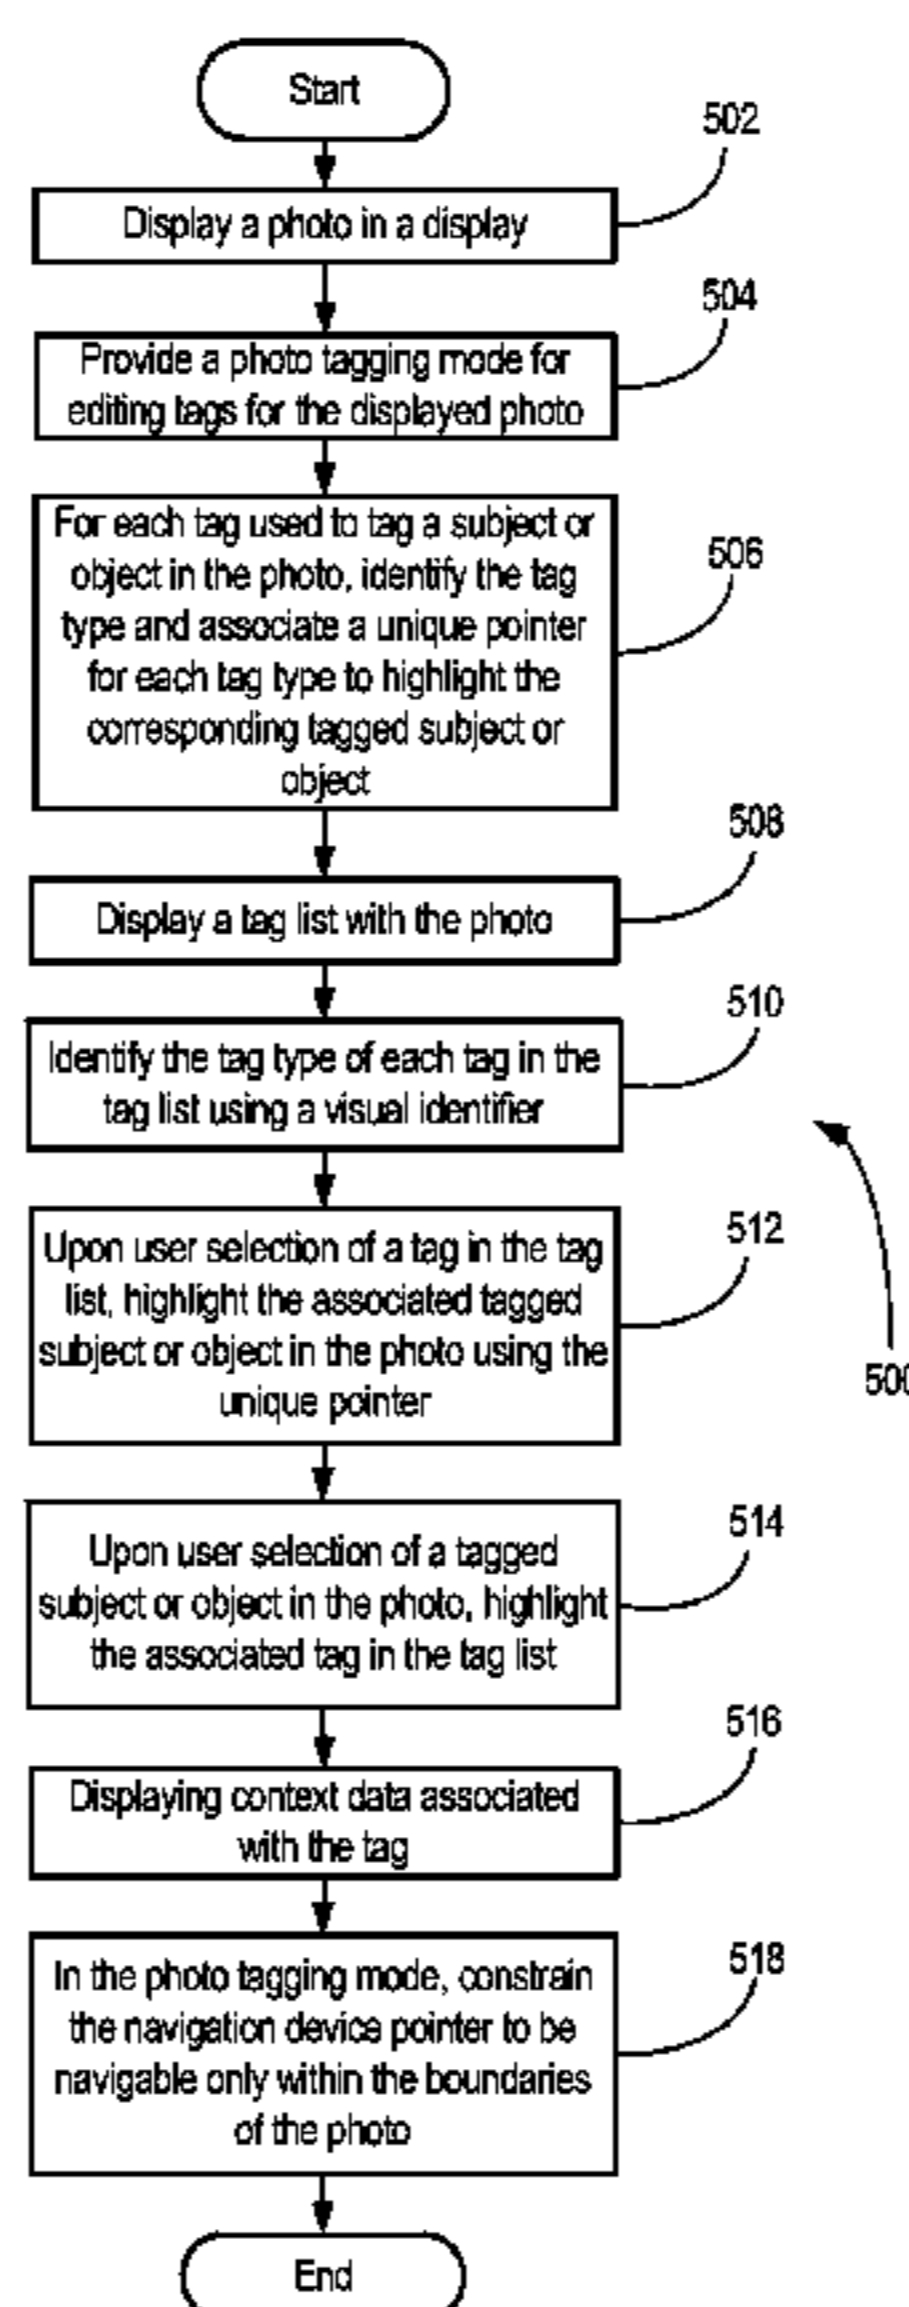 Start
502
Display a photo in a display
504
Provide a photo tagging mode for
editing tags for the displayed photo
506
For each tag used to tag a subject or
object in the photo, identify the tag
type and associate a unique pointer
for each tag type to highlight the
corresponding tagged subject or
object
508
Display a tag list with the photo
510
Identify the tag type of each tag in the
tag list using a visual identifier
512
Upon user selection of a tag in the tag
list, highlight the associated tagged
subject or object in the photo using the
unique pointer
500
514
Upon user selection of a tagged
subject or object in the photo, highlight
the associated tag in the tag list
516
Displaying context data associated
with the tag
518
In the photo tagging mode, constrain
the navigation device pointer to be
navigable only within the boundaries
of the photo
End